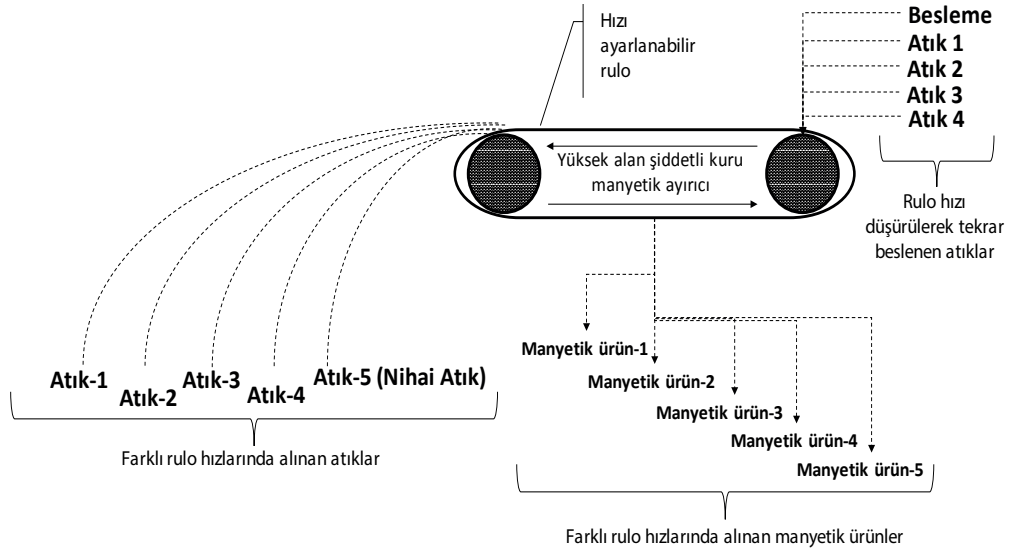 Hızı
ayarlanabilir
rulo
Besleme
Atık 1
Atık 2
Atık 3
Atık 4
Yüksek alan şiddetli kuru
manyetik ayırıcı
Rulo hızı
düşürülerek tekrar
beslenen atıklar
Atık-1
Atık-2
Atık-3
Atık-4
Atık-5 (Nihai Atık)
Farklı rulo hızlarında alınan atıklar
Manyetik ürün-1
Manyetik ürün-2
Manyetik ürün-3
Manyetik ürün-4
Manyetik ürün-5
Farklı rulo hızlarında alınan manyetik ürünler